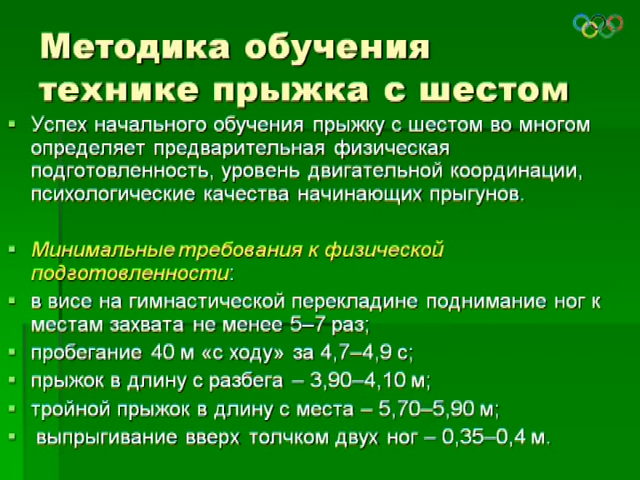 Методика обучения
технике прыжка с шестом
Успех начального обучения прыжку с шестом во многом
определяет предварительная физическая
подготовленность, уровень двигательной координации,
психологические качества начинающих прыгунов.
Минимальные требования к физической
подготовленности:
в висе на гимнастической перекладине поднимание ног к
местам захвата не менее 5–7 раз;
пробегание 40 м «с ходу» за 4,7–4,9 с;
прыжок в длину с разбега – 3,90–4,10 м;
тройной прыжок в длину с места – 5,70–5,90 м;
выпрыгивание вверх толчком двух ног – 0,35–0,4 м.